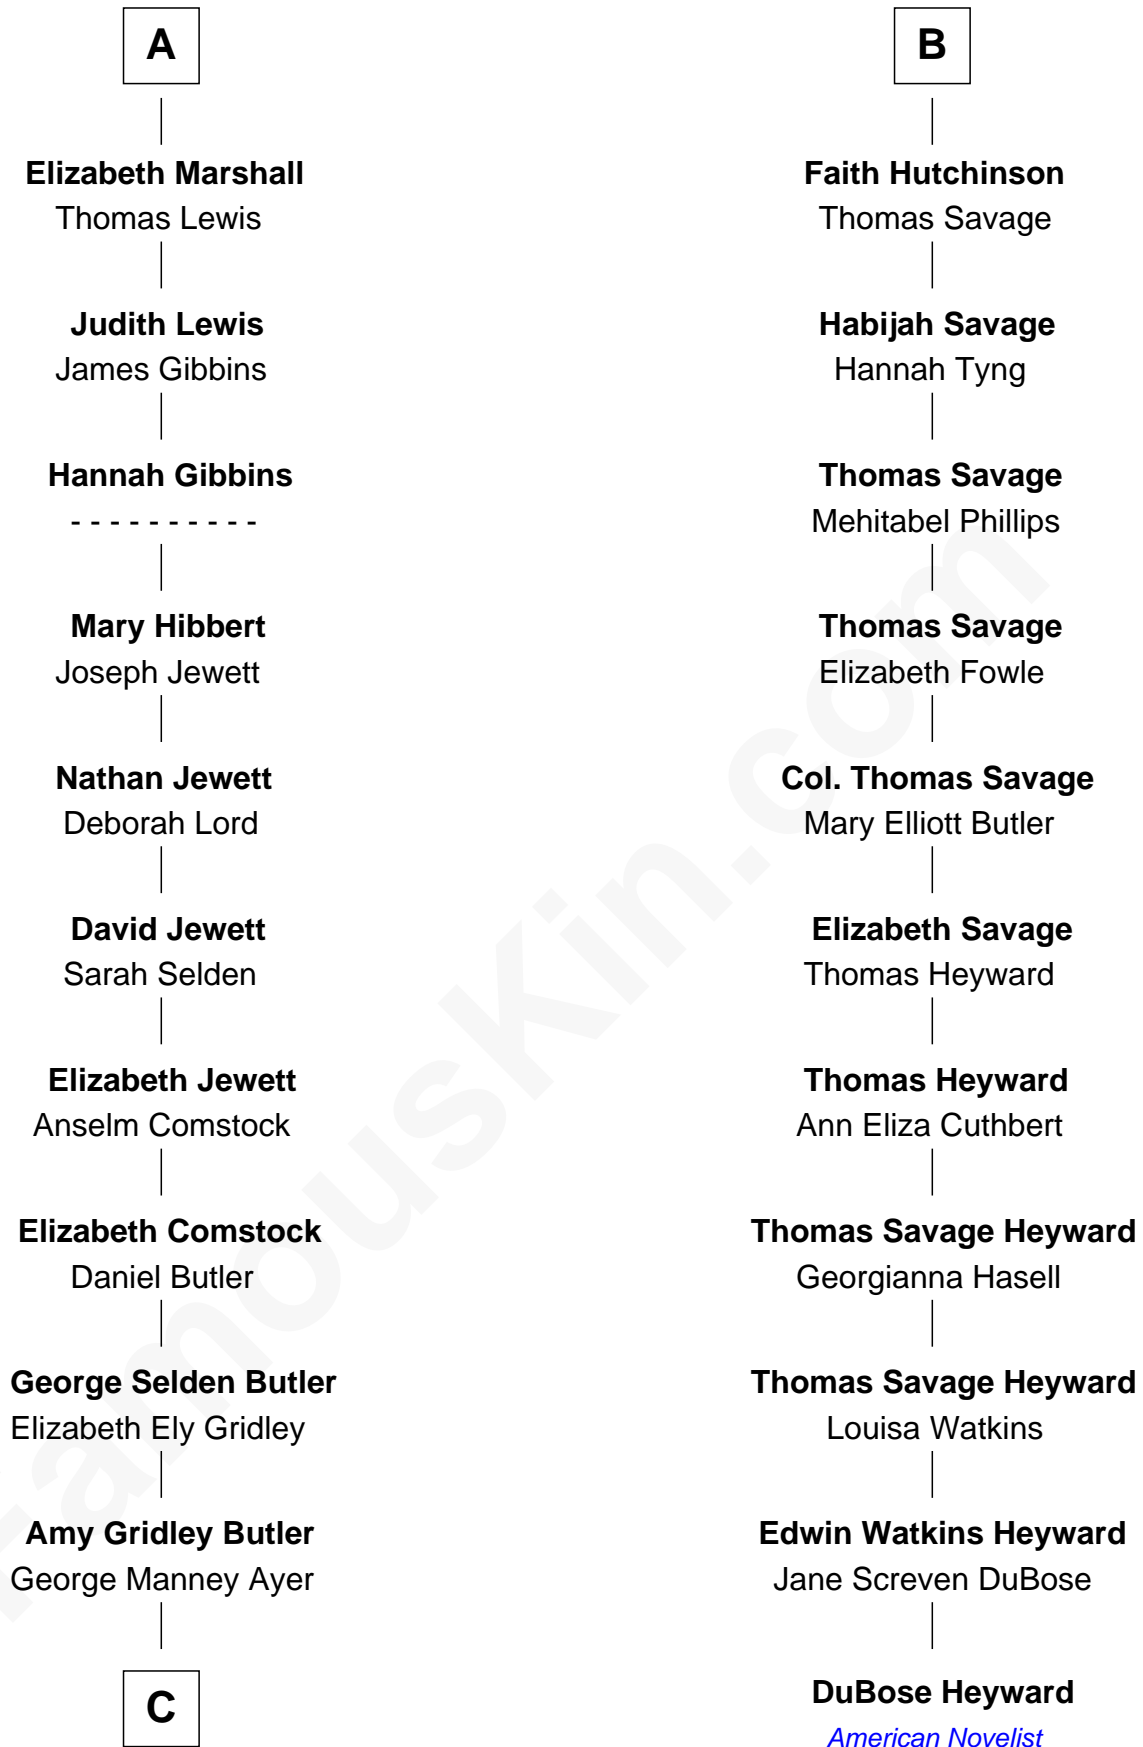 A
Elizabeth Marshall
Thomas Lewis
Judith Lewis
James Gibbins
Hannah Gibbins
- - - - - - - - - -
Mary Hibbert
Joseph Jewett
Nathan Jewett
Deborah Lord
David Jewett
Sarah Selden
Elizabeth Jewett
Anselm Comstock
Elizabeth Comstock
Daniel Butler
George Selden Butler
Elizabeth Ely Gridley
Amy Gridley Butler
George Manney Ayer
C
B
Faith Hutchinson
Thomas Savage
Habijah Savage
Hannah Tyng
Thomas Savage
Mehitabel Phillips
Thomas Savage
Elizabeth Fowle
Col. Thomas Savage
Mary Elliott Butler
Elizabeth Savage
Thomas Heyward
Thomas Heyward
Ann Eliza Cuthbert
Thomas Savage Heyward
Georgianna Hasell
Thomas Savage Heyward
Louisa Watkins
Edwin Watkins Heyward
Jane Screven DuBose
DuBose Heyward
American Novelist
FamousKin.com